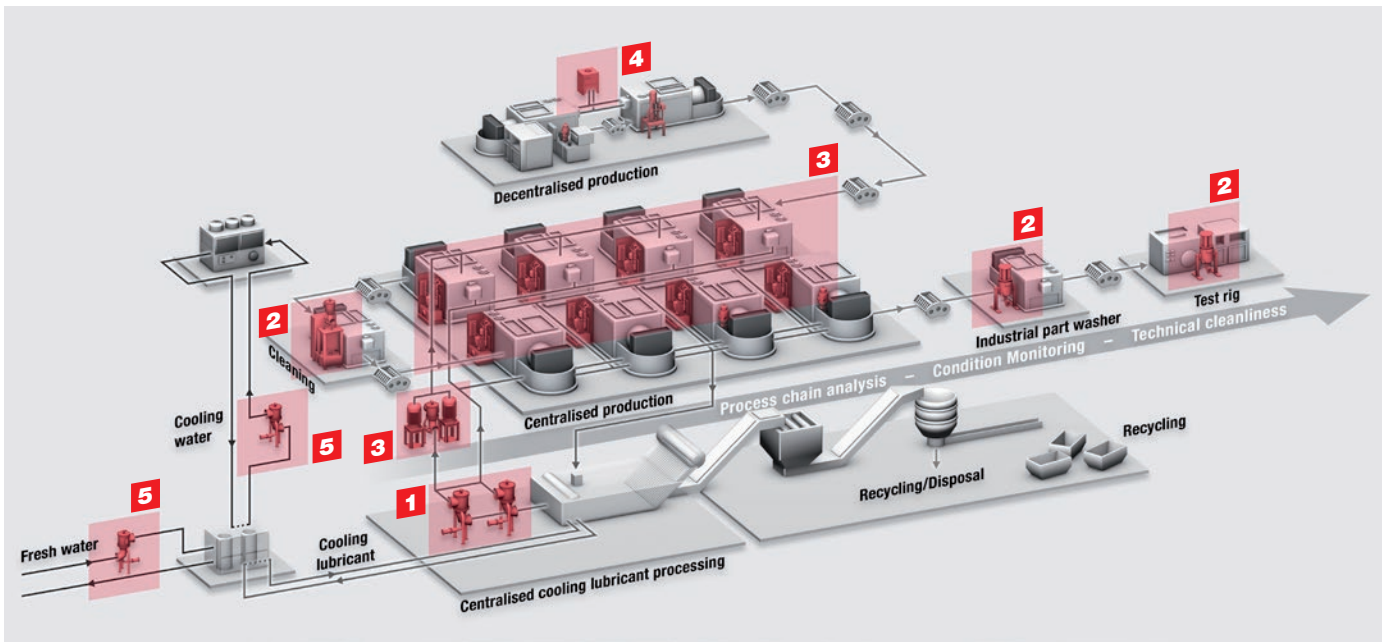 4
Decentralised production
3
2
2
Test rig
Industrial part washer
2
Cleaning
Process chain analysis – Condition Monitoring – Technical cleanliness
Centralised production
Cooling
water
5
3
Recycling
1
Recycling/Disposal
5
Fresh water
Cooling
lubricant
Centralised cooling lubricant processing